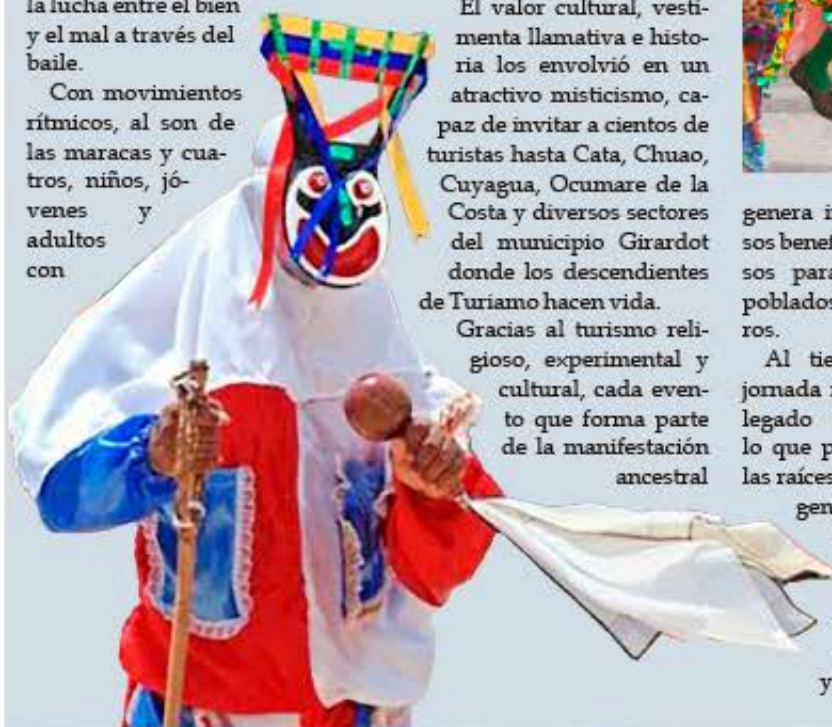 la lucha entre el bien
y el mal a través del
baile.
Con movimientos
rítmicos, al son de
las maracas y cua-
tros, niños, jó-
venes y
adultos
con
El valor cultural, vesti-
menta llamativa e histo-
ria los envolvió en un
atractivo misticismo, ca-
paz de invitar a cientos de
turistas hasta Cata, Chuao,
Cuyagua, Ocumare de la
Costa y diversos sectores
del municipio Girardot
donde los descendientes
de Turiamo hacen vida.
Gracias al turismo reli-
gioso, experimental y
cultural, cada even-
to que forma parte
de la manifestación
ancestral
genera i
sos benef
sos para
poblados
ros.
Al tie
jornada
legado
lo que p
las raíces
gen
y